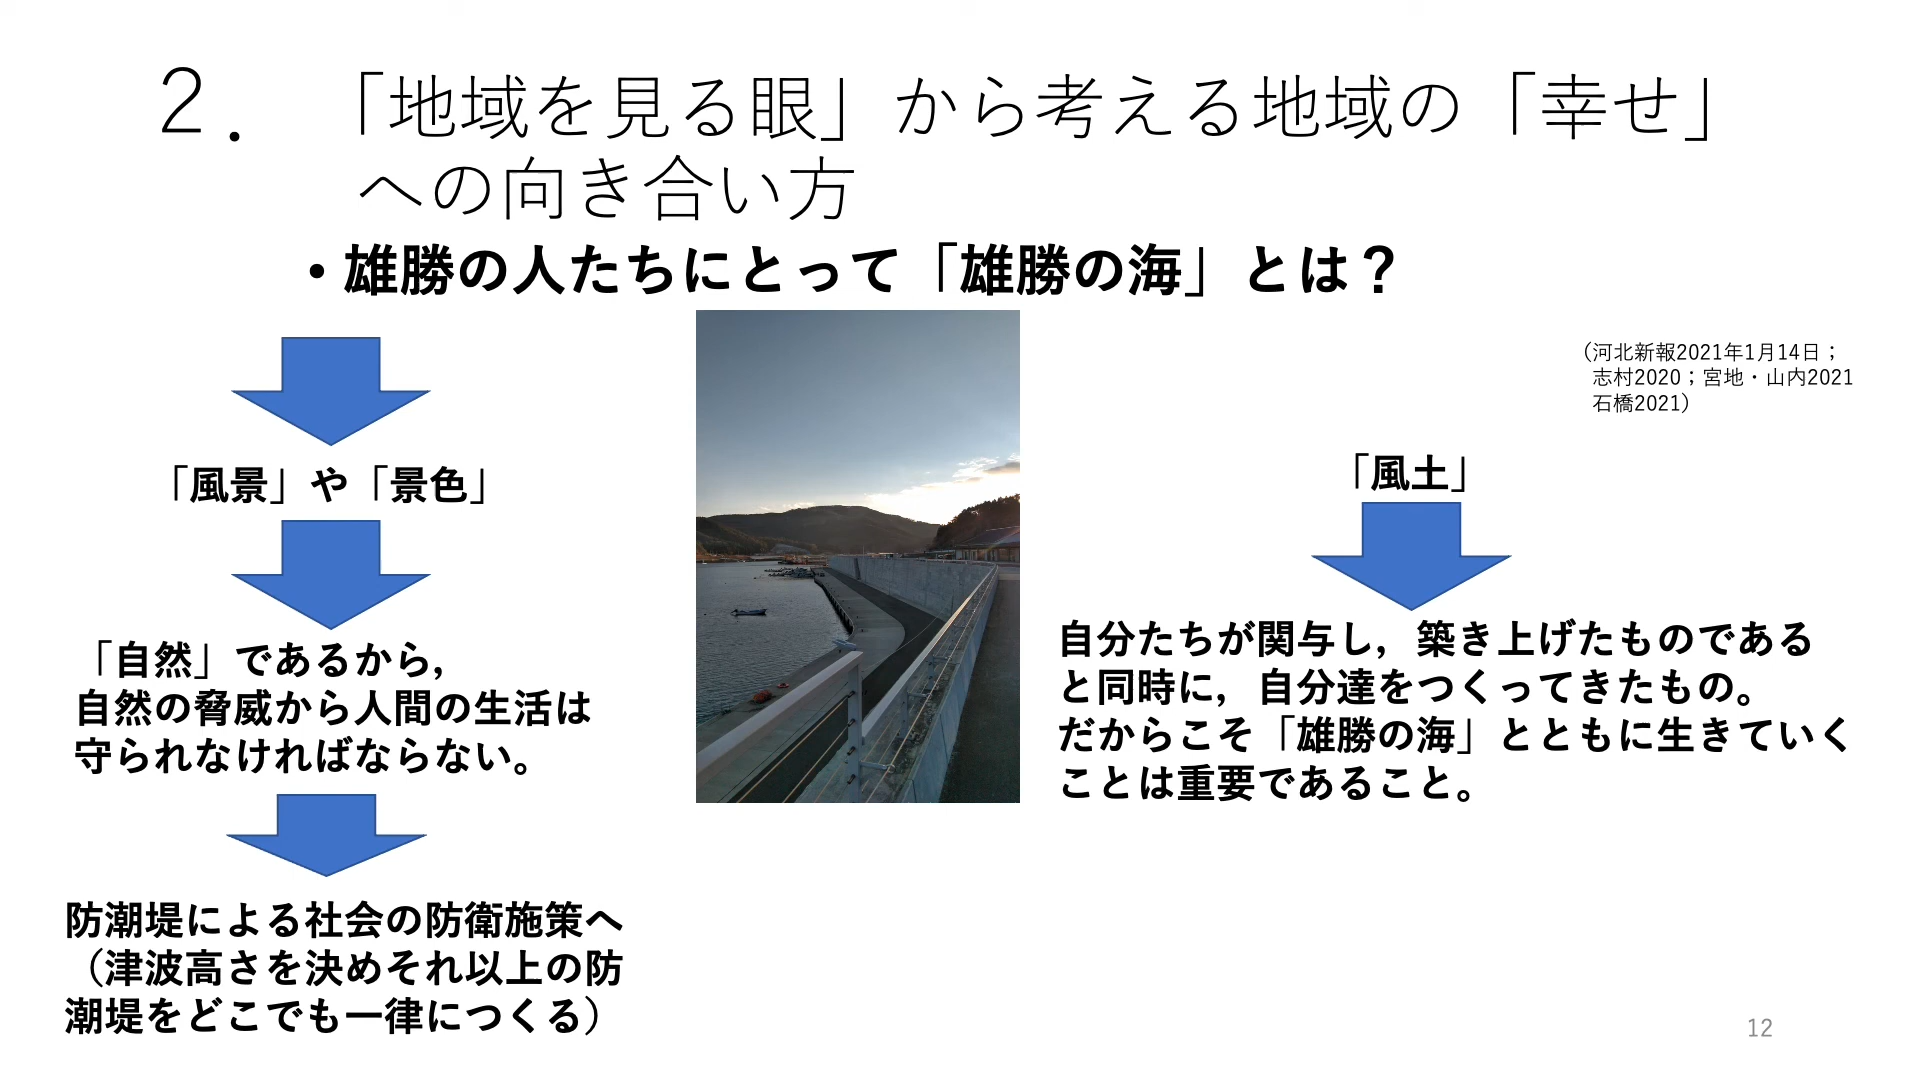 ２．「地域を見る眼」から考える地域の「幸せ」
への向き合い方
・雄勝の人たちにとって「雄勝の海」とは？
「風景」や「景色」
「自然」であるから，
自然の脅威から人間の生活は
守られなければならない。
防潮堤による社会の防衛施策へ
（津波高さを決めそれ以上の防
潮堤をどこでも一律につくる）
（河北新報2021年1月14日；
志村2020；宮地・山内2021
石橋2021）
「風土」
自分たちが関与し，築き上げたものである
と同時に，自分達をつくってきたもの。
だからこそ「雄勝の海」とともに生きていく
ことは重要であること。
12